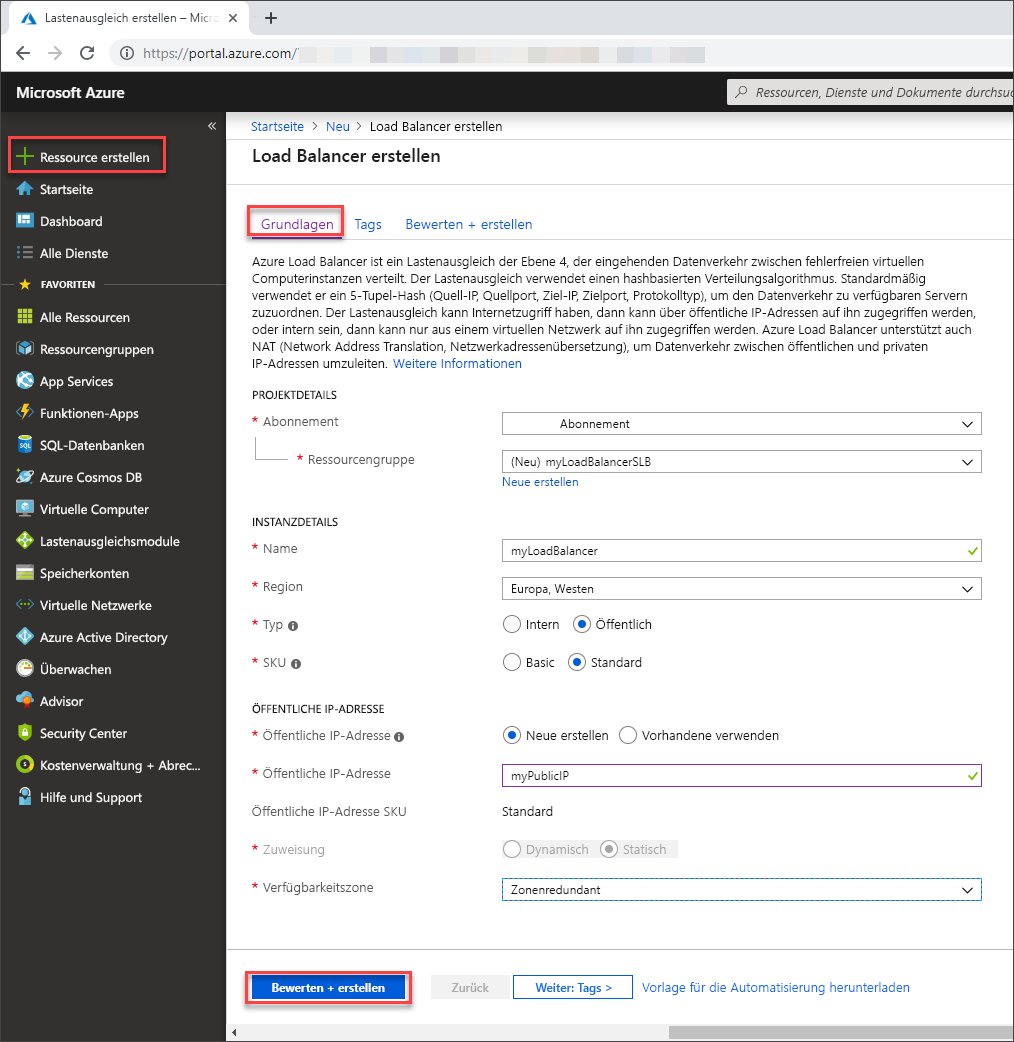 Lastenausgleich erstellen – Micro
https://portal.azure.com/
Microsoft Azure
Ressourcen, Dienste und Dokumente durchsuc
Ressource erstellen
Startseite
Dashboard
Alle Dienste
FAVORITEN
Alle Ressourcen
Ressourcengruppen
App Services
Funktionen-Apps
SQL-Datenbanken
Azure Cosmos DB
Virtuelle Computer
Lastenausgleichsmodule
Speicherkonten
Virtuelle Netzwerke
Azure Active Directory
Überwachen
Advisor
Security Center
Kostenverwaltung + Abrec...
Hilfe und Support
Startseite > Neu > Load Balancer erstellen
Load Balancer erstellen
Grundlagen Tags Bewerten + erstellen
Azure Load Balancer ist ein Lastenausgleich der Ebene 4, der eingehenden Datenverkehr zwischen fehlerfreien virtuellen
Computerinstanzen verteilt. Der Lastenausgleich verwendet einen hashbasierten Verteilungsalgorithmus. Standardmäßig
verwendet er ein 5-Tupel-Hash (Quell-IP, Quellport, Ziel-IP, Zielport, Protokolltyp), um den Datenverkehr zu verfügbaren Servern
zuzuordnen. Der Lastenausgleich kann Internetzugriff haben, dann kann über öffentliche IP-Adressen auf ihn zugegriffen werden,
oder intern sein, dann kann nur aus einem virtuellen Netzwerk auf ihn zugegriffen werden. Azure Load Balancer unterstützt auch
NAT (Network Address Translation, Netzwerkadressenübersetzung), um Datenverkehr zwischen öffentlichen und privaten
IP-Adressen umzuleiten. Weitere Informationen
PROJEKTDETAILS
* Abonnement Abonnement
* Ressourcengruppe (Neu) myLoadBalancerSLB
Neue erstellen
INSTANZDETAILS
* Name myLoadBalancer
* Region Europa, Westen
* Typ Intern Öffentlich
* SKU Basic Standard
ÖFFENTLICHE IP-ADRESSE
* Öffentliche IP-Adresse Neue erstellen Vorhandene verwenden
* Öffentliche IP-Adresse myPublicIP
Öffentliche IP-Adresse SKU Standard
* Zuweisung Dynamisch Statisch
* Verfügbarkeitszone Zonenredundant
Bewerten + erstellen Zurück Weiter: Tags > Vorlage für die Automatisierung herunterladen